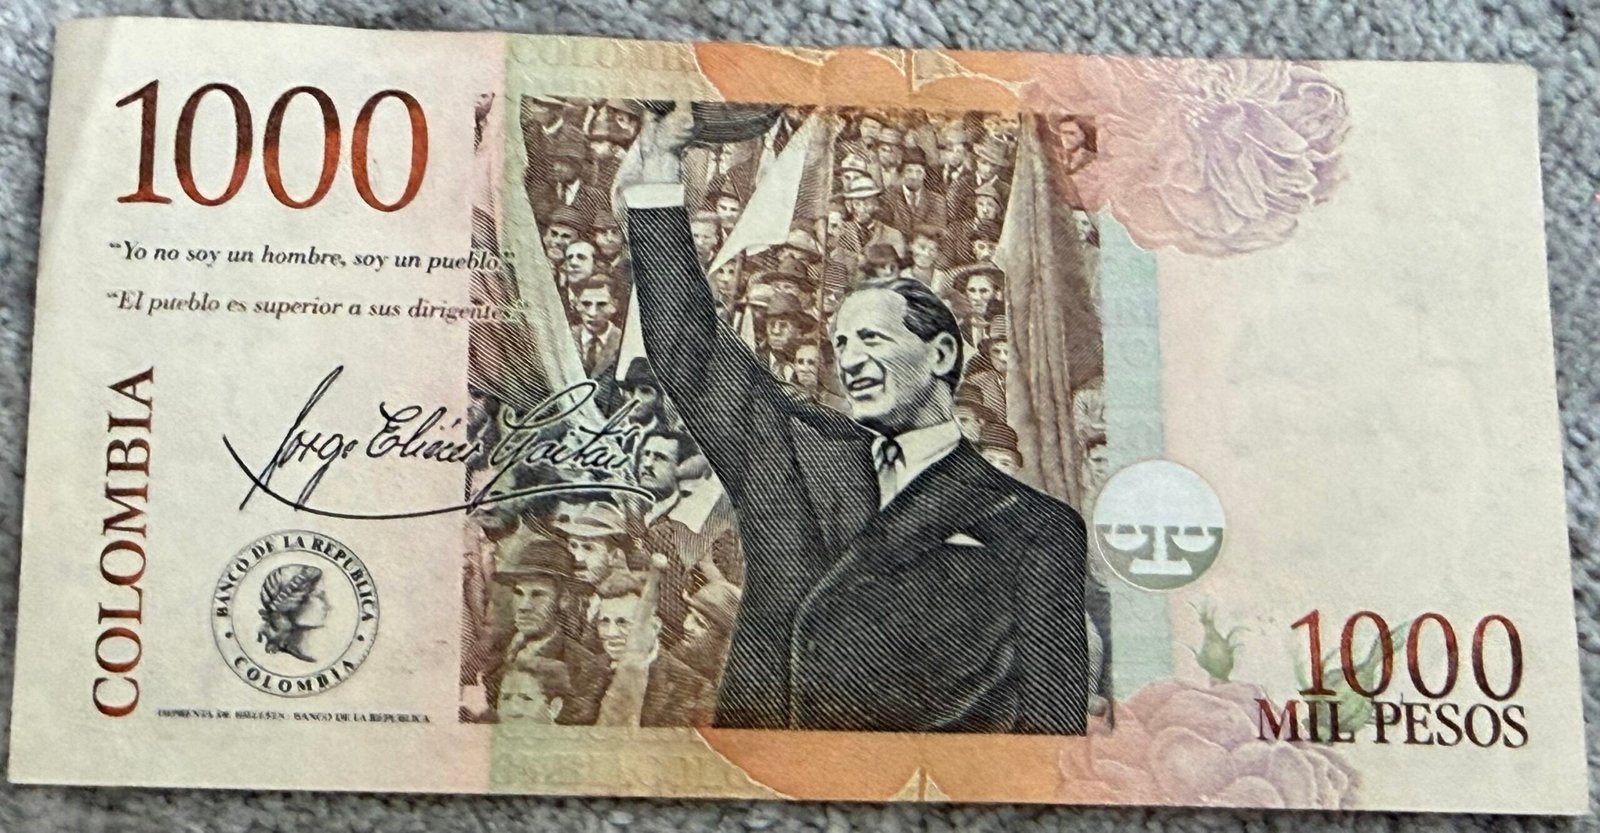 1000
“Yo no soy un hombre, soy un pueblo.”
“El pueblo es superior a sus dirigentes.”
COLOMBIA
Jorge Eliécer Gaitán
BANCO DE LA REPUBLICA
COLOMBIA
IMPRENTA DE BILLETES - BANCO DE LA REPUBLICA
1000
MIL PESOS
COLOMBI